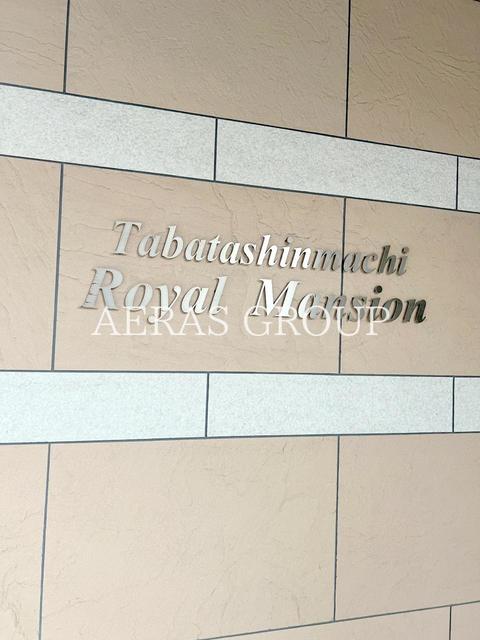 Tabatashinmachi
Royal Mansion
AERAS GROUP